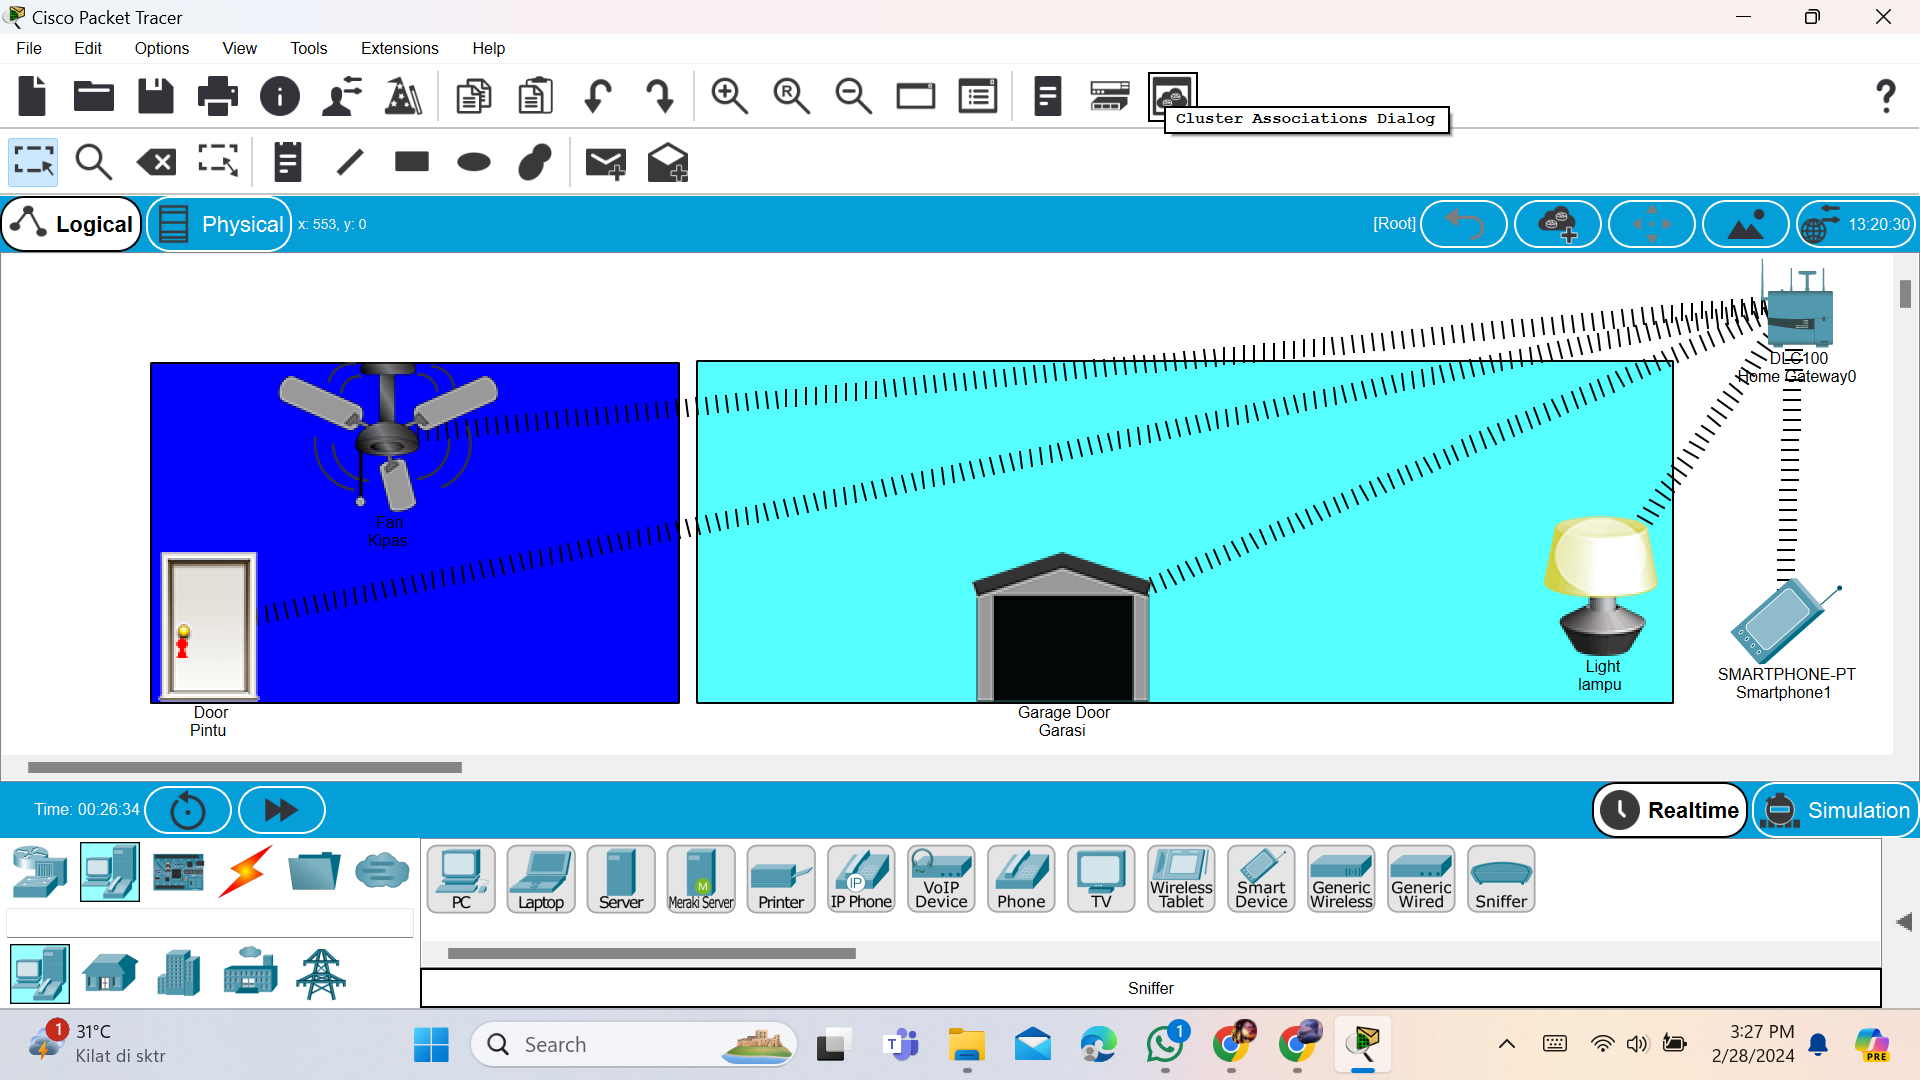 Cisco Packet Tracer
File Edit Options View Tools Extensions Help
Cluster Associations Dialog
Logical Physical x: 553, y: 0 [Root] 13:20:30
DLC100
Home Gateway0
Fan
Kipas
Light
lampu
SMARTPHONE-PT
Smartphone1
Door
Pintu
Garage Door
Garasi
Time: 00:26:34 Realtime Simulation
PC Laptop Server Meraki Server Printer IP Phone VoIP Device Phone TV Wireless Tablet Smart Device Generic Wireless Generic Wired Sniffer
Sniffer
1 31°C
Kilat di sktr
Search
1
3:27 PM
2/28/2024
PRE